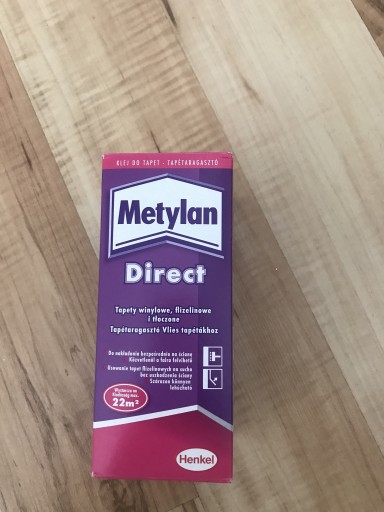 KLEJ DO TAPET - TAPÉTARAGASZTÓ
Metylan
Direct
Tapety winylowe, flizelinowe
i tłoczone
Tapétaragasztó Vlies tapétákhoz
Do nakładania bezpośrednio na ścianę
Közvetlenül a falra felvihető
Usuwanie tapet flizelinowych na sucho
bez uszkodzenia ściany
Szárazon könnyen
22m²
Henkel